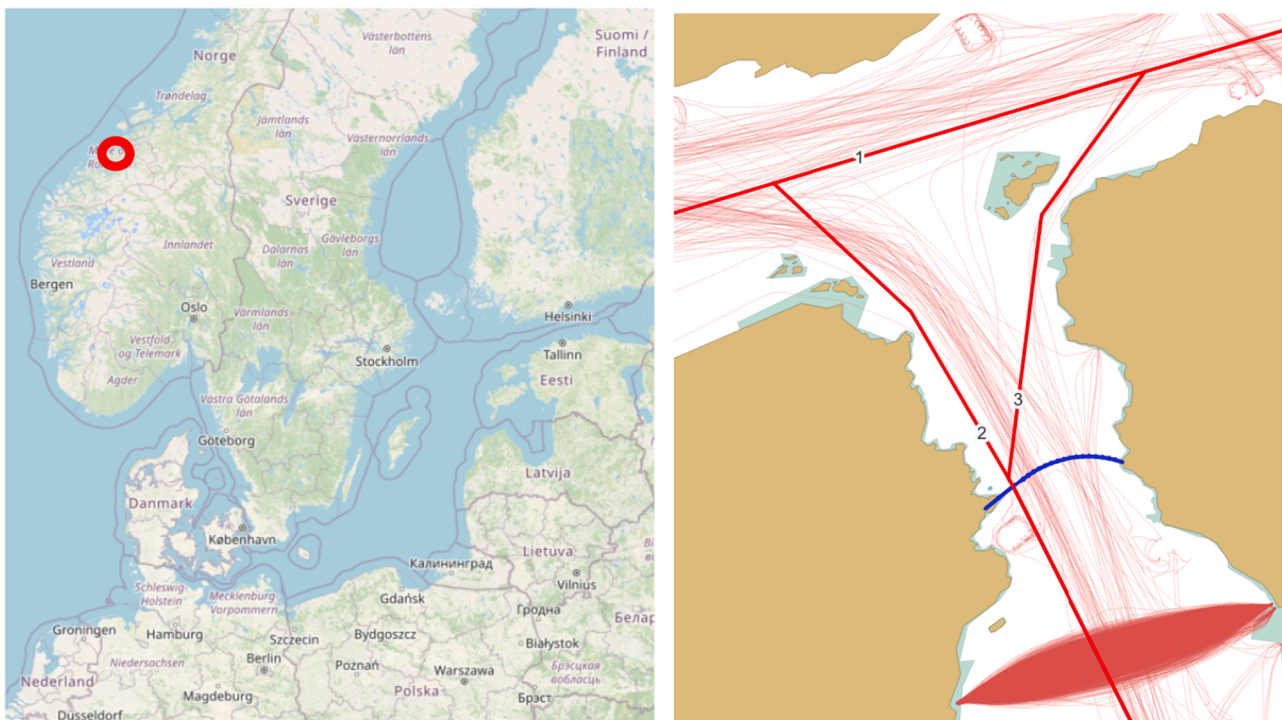 Västerbottens
län
Suomi /
Finland
Norge
Trøndelag
Jämtlands
län
Västernorrlands
län
Sverige
Gävleborgs
län
Dalarnas
län
Innlandet
Vestland
Bergen
Oslo
Värmlands
län
Helsinki
Tallinn
Vestfold
og Telemark
Stockholm
Eesti
Agder
Västra Götalands
län
Göteborg
Latvija
Danmark
København
Lietuva
Калининград
Vilnius
Schleswig-
Holstein
Mecklenburg-
Vorpommern
Gdańsk
Гродна
Белар
Groningen
Hamburg
Szczecin
Bydgoszcz
Białystok
Niedersachsen
Berlin
Poznań
Warszawa
Брэсцкая
вобласць
Nederland
Magdeburg
Polska
Брэст
Düsseldorf
1
3
2